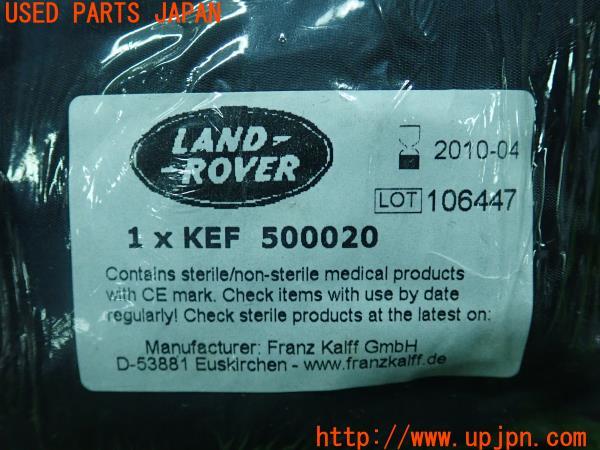 USED PARTS JAPAN
LAND-
ROVER
2010-04
LOT 106447
1 x KEF 500020
Contains sterile/non-sterile medical products
with CE mark. Check items with use by date
regularly! Check sterile products at the latest on:
Manufacturer: Franz Kalff GmbH
D-53881 Euskirchen - www.franzkalff.de
http://www.upjpn.com/